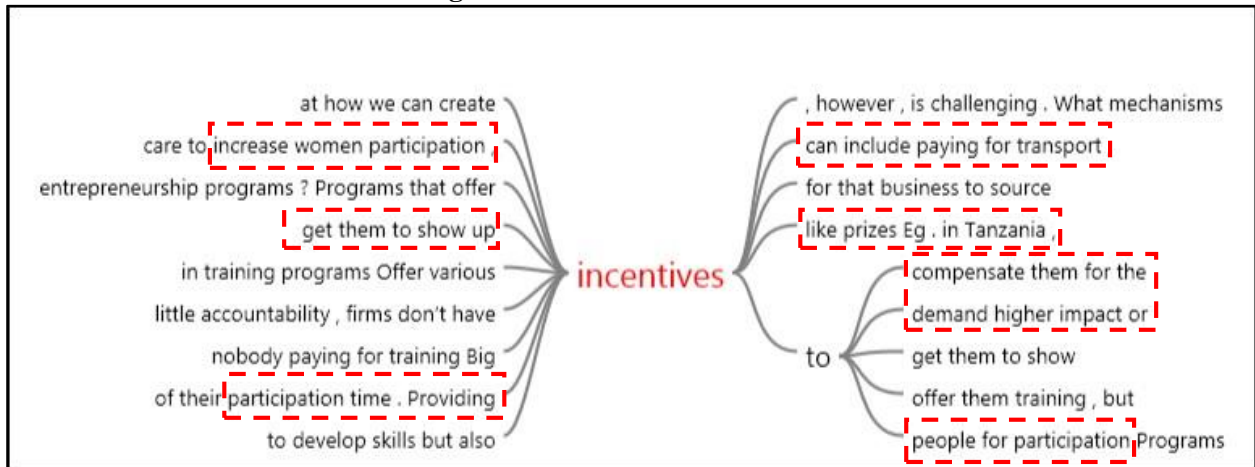 at how we can create
care to increase women participation ,
entrepreneurship programs ? Programs that offer
get them to show up
in training programs Offer various
little accountability , firms don't have
nobody paying for training Big
of their participation time . Providing
to develop skills but also
incentives
, however , is challenging . What mechanisms
can include paying for transport
for that business to source
like prizes Eg . in Tanzania ,
to
compensate them for the
demand higher impact or
get them to show
offer them training , but
people for participation Programs